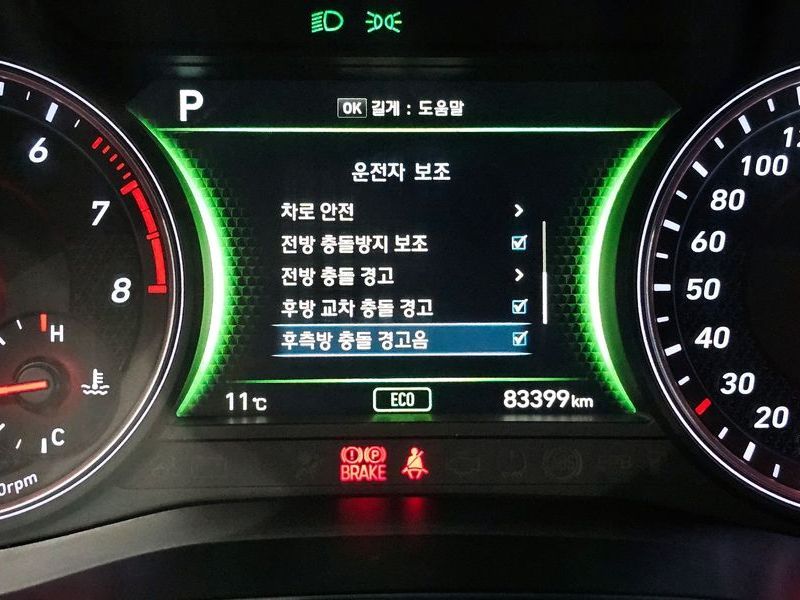 P
OK 길게 : 도움말
운전자 보조
차로 안전
전방 충돌방지 보조
전방 충돌 경고
후방 교차 충돌 경고
후측방 충돌 경고음
11℃
ECO
83399km
6
7
8
H
C
0rpm
100
80
60
50
40
30
20
P
BRAKE